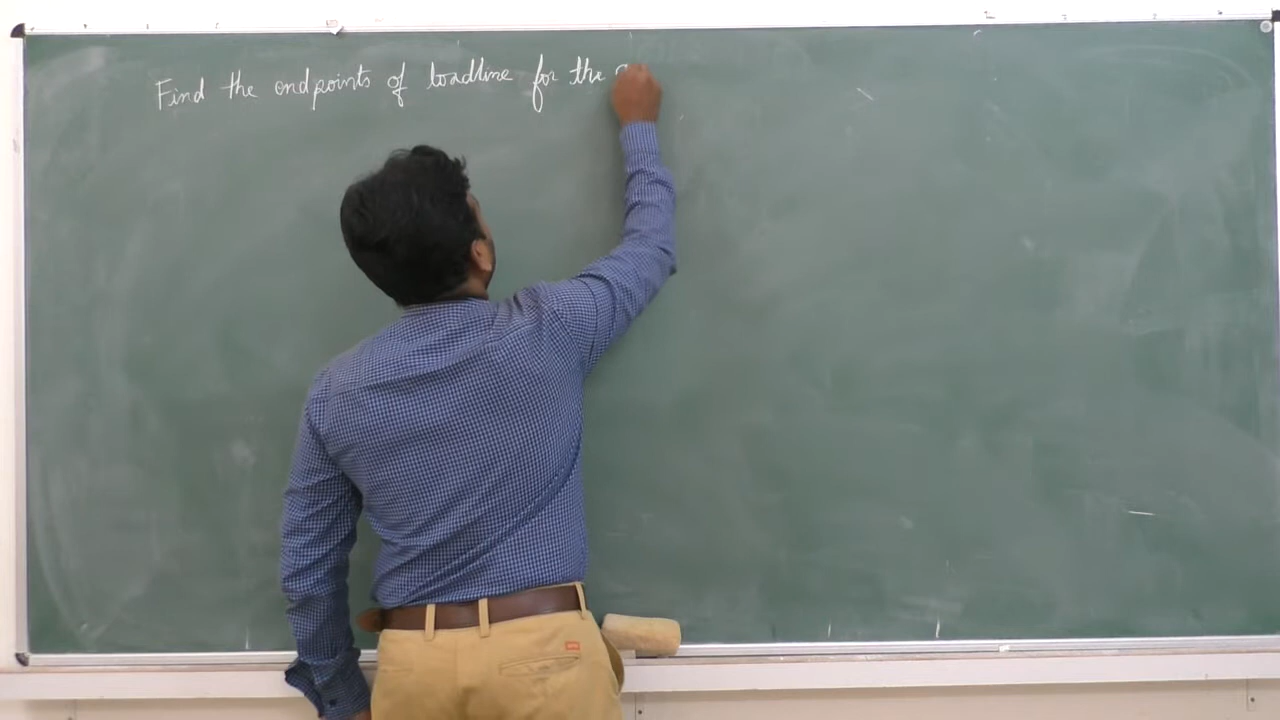 Find the endpoints of loadline for the